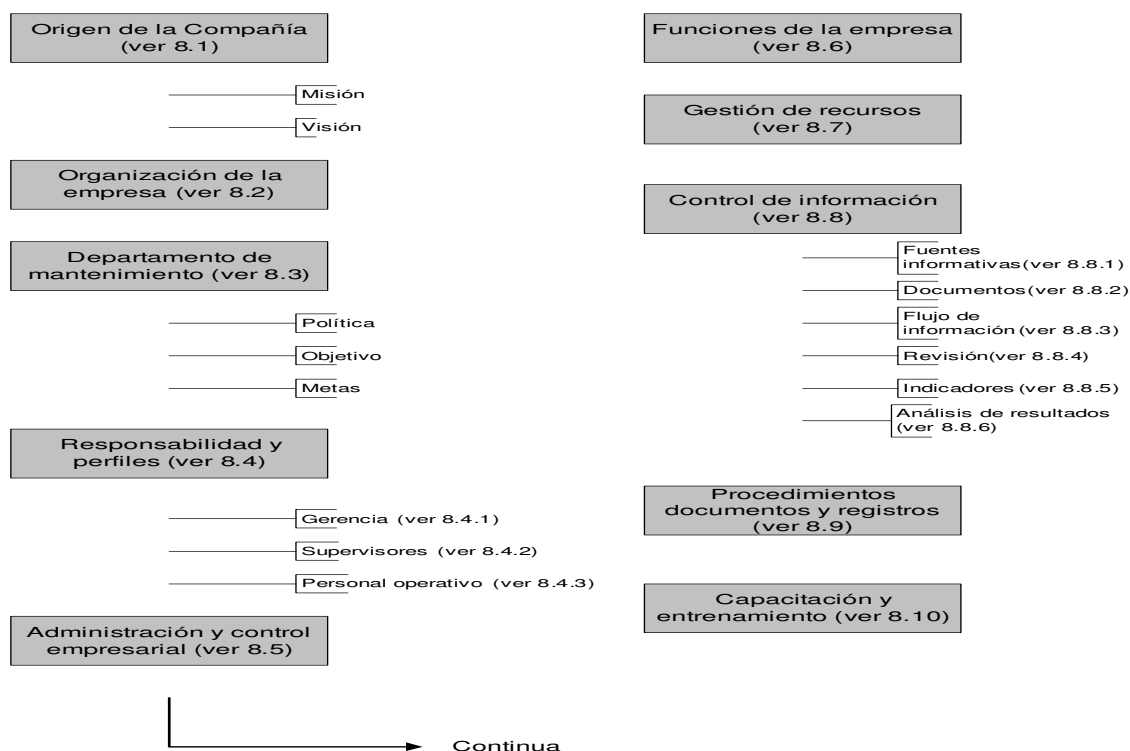 Origen de la Compañía
(ver 8.1)
Misión
Visión
Organización de la
empresa (ver 8.2)
Departamento de
mantenimiento (ver 8.3)
Política
Objetivo
Metas
Responsabilidad y
perfiles (ver 8.4)
Gerencia (ver 8.4.1)
Supervisores (ver 8.4.2)
Personal operativo (ver 8.4.3)
Administración y control
empresarial (ver 8.5)
Continua
Funciones de la empresa
(ver 8.6)
Gestión de recursos
(ver 8.7)
Control de información
(ver 8.8)
Fuentes
informativas(ver 8.8.1)
Documentos(ver 8.8.2)
Flujo de
información(ver 8.8.3)
Revisión(ver 8.8.4)
Indicadores(ver 8.8.5)
Análisis de resultados
(ver 8.8.6)
Procedimientos
documentos y registros
(ver 8.9)
Capacitación y
entrenamiento (ver 8.10)